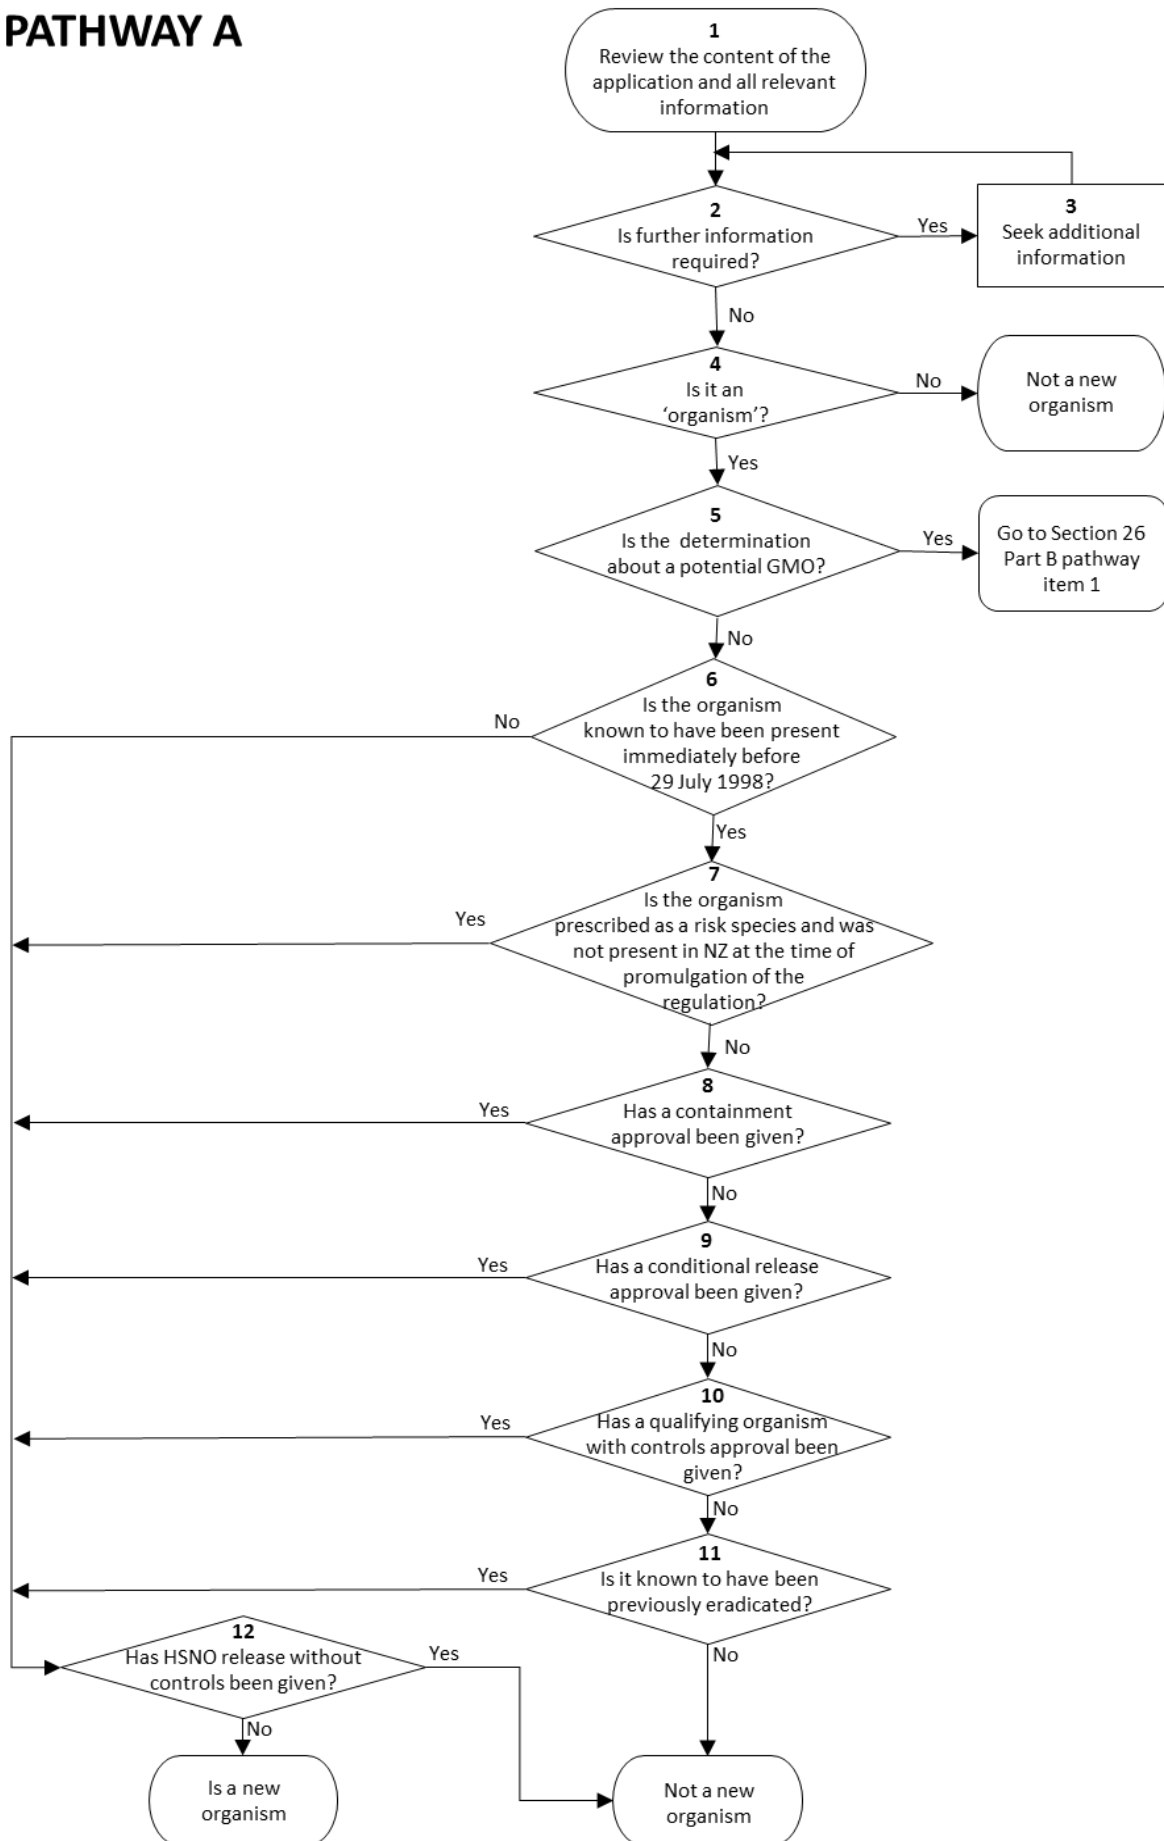 PATHWAY A
1
Review the content of the
application and all relevant
information
2
Is further information
required?
Yes
3
Seek additional
information
No
4
Is it an
‘organism’?
No
Not a new
organism
Yes
5
Is the determination
about a potential GMO?
Yes
Go to Section 26
Part B pathway
item 1
No
6
Is the organism
known to have been present
immediately before
29 July 1998?
No
Yes
7
Is the organism
prescribed as a risk species and was
not present in NZ at the time of
promulgation of the
regulation?
Yes
No
8
Has a containment
approval been given?
Yes
No
9
Has a conditional release
approval been given?
Yes
No
10
Has a qualifying organism
with controls approval been
given?
Yes
No
11
Is it known to have been
previously eradicated?
Yes
No
12
Has HSNO release without
controls been given?
Yes
No
Is a new
organism
Not a new
organism